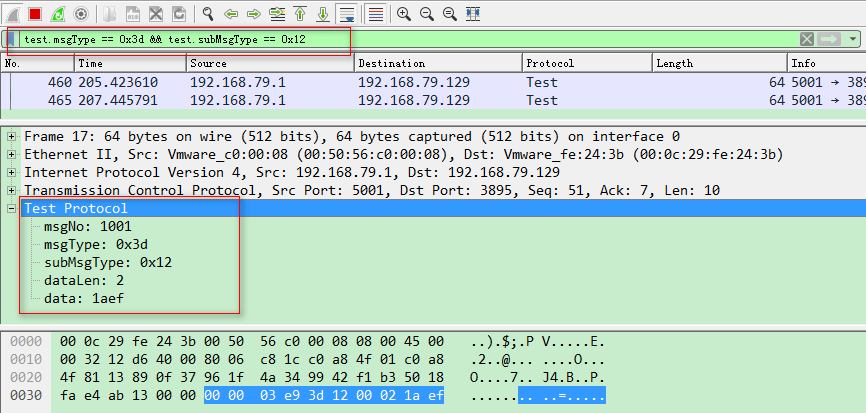 test.msgType == 0x3d && test.subMsgType == 0x12
No. Time Source Destination Protocol Length Info
460 205.423610 192.168.79.1 192.168.79.129 Test 64 5001 → 389
465 207.445791 192.168.79.1 192.168.79.129 Test 64 5001 → 389
Frame 17: 64 bytes on wire (512 bits), 64 bytes captured (512 bits) on interface 0
Ethernet II, Src: Vmware_c0:00:08 (00:50:56:c0:00:08), Dst: Vmware_fe:24:3b (00:0c:29:fe:24:3b)
Internet Protocol Version 4, Src: 192.168.79.1, Dst: 192.168.79.129
Transmission Control Protocol, Src Port: 5001, Dst Port: 3895, Seq: 51, Ack: 7, Len: 10
Test Protocol
msgNo: 1001
msgType: 0x3d
subMsgType: 0x12
dataLen: 2
data: 1aef
0000 00 0c 29 fe 24 3b 00 50 56 c0 00 08 08 00 45 00 ..).$;.P V.....E.
0010 00 32 12 d6 40 00 80 06 c8 1c c0 a8 4f 01 c0 a8 .2..@... ....O...
0020 4f 81 13 89 0f 37 96 1f 4a 34 99 42 f1 b3 50 18 O....7.. J4.B..P.
0030 fa e4 ab 13 00 00 00 00 03 e9 3d 12 00 02 1a ef ........ ..=.....